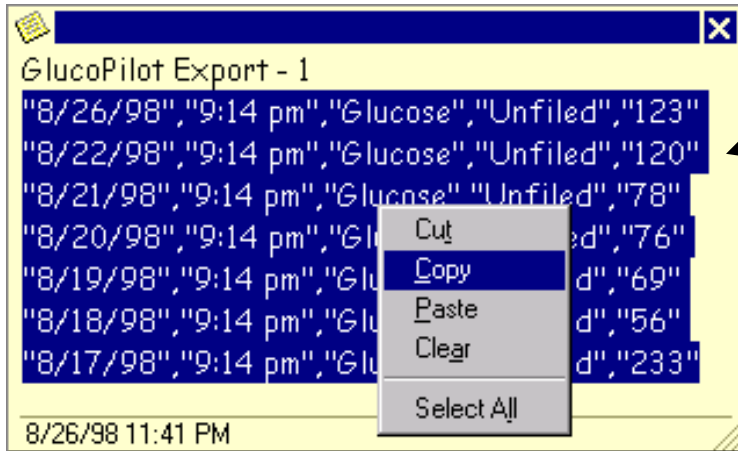 GlucoPilot Export - 1
"8/26/98","9:14 pm","Glucose","Unfiled","123"
"8/22/98","9:14 pm","Glucose","Unfiled","120"
"8/21/98","9:14 pm","Glucose","Unfiled","78"
"8/20/98","9:14 pm","Gl d","76"
"8/19/98","9:14 pm","Glu d","69"
"8/18/98","9:14 pm","Glu d","56"
"8/17/98","9:14 pm","Glu d","233"
Cut
Copy
Paste
Clear
Select All
8/26/98 11:41 PM